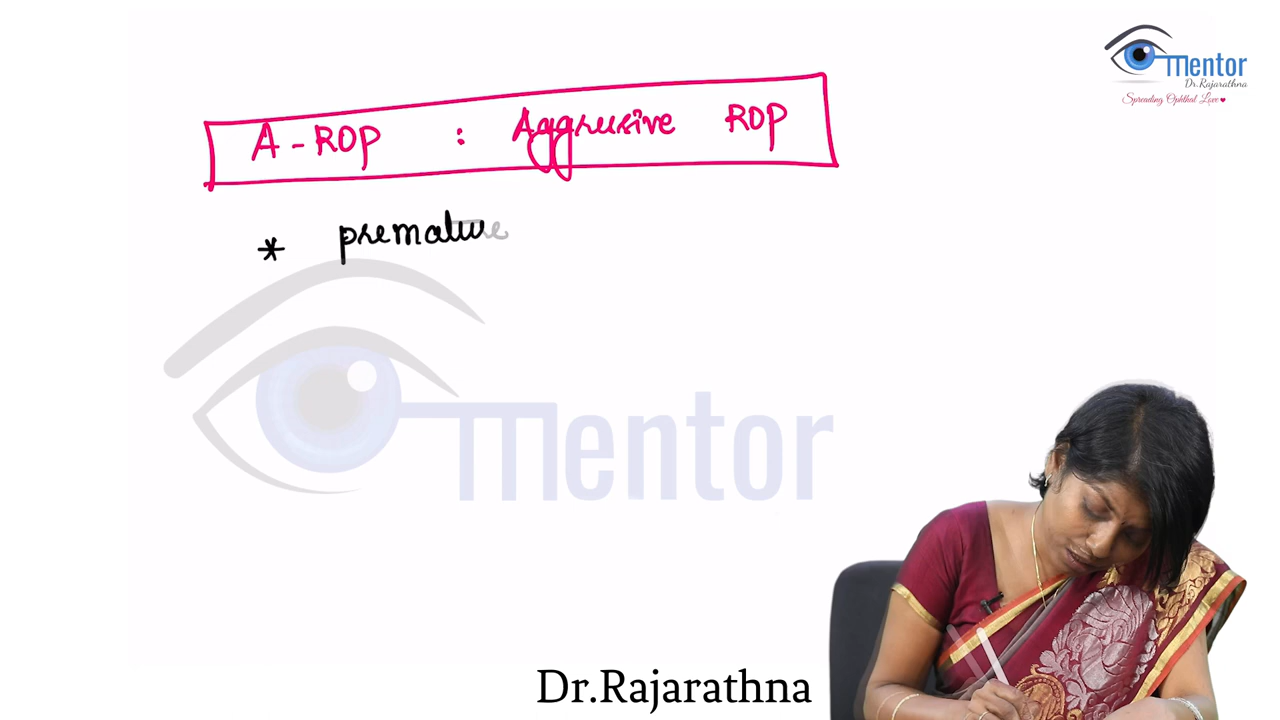 mentor
Dr.Rajarathna
Spreading Ophthal Love
A-ROP : Aggressive ROP
* premature
mentor
Dr.Rajarathna